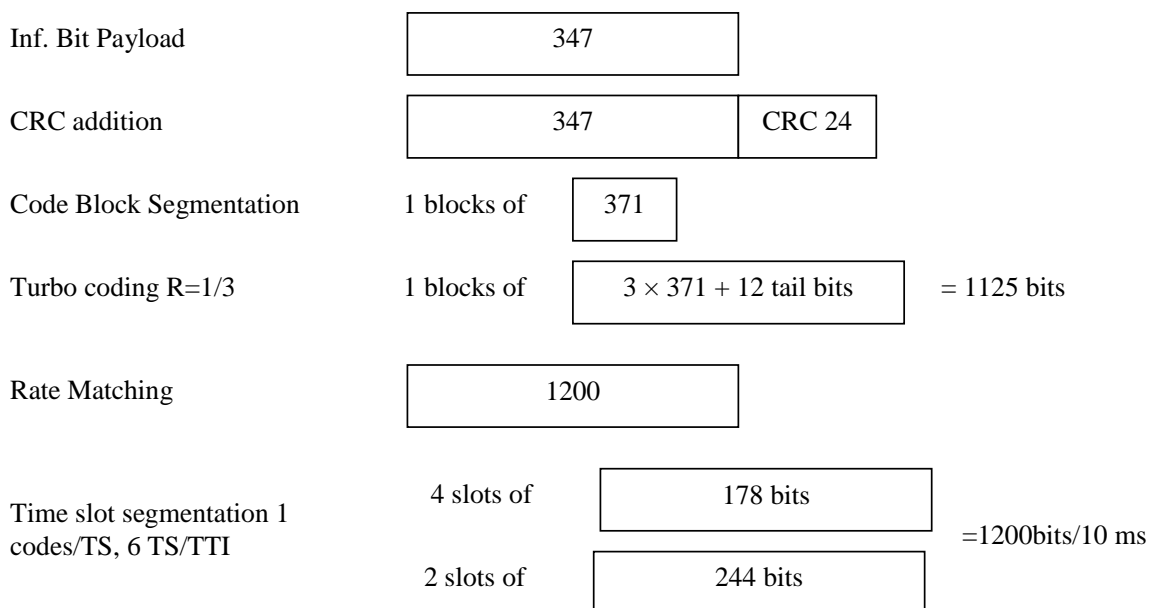 Inf. Bit Payload 347
CRC addition 347 CRC 24
Code Block Segmentation 1 blocks of 371
Turbo coding R=1/3 1 blocks of 3 × 371 + 12 tail bits = 1125 bits
Rate Matching 1200
4 slots of 178 bits
Time slot segmentation 1
codes/TS, 6 TS/TTI
=1200bits/10 ms
2 slots of 244 bits